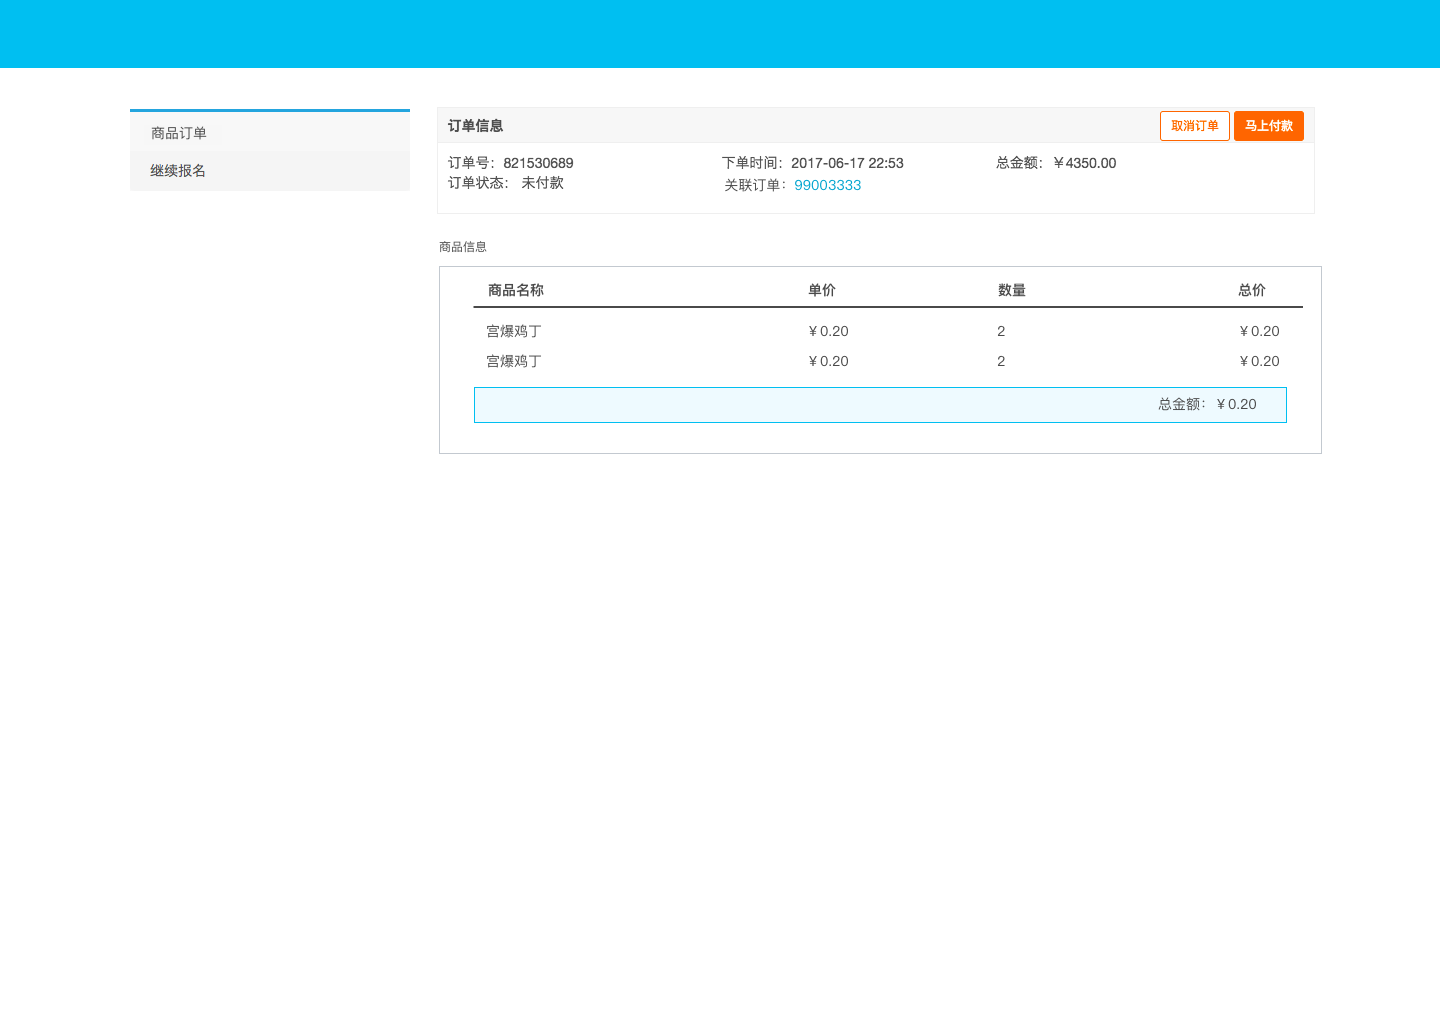 商品订单
继续报名
订单信息 取消订单 马上付款
订单号：821530689 下单时间：2017-06-17 22:53 总金额：￥4350.00
订单状态： 未付款 关联订单：99003333
商品信息
商品名称 单价 数量 总价
宫爆鸡丁 ￥0.20 2 ￥0.20
宫爆鸡丁 ￥0.20 2 ￥0.20
总金额：￥0.20